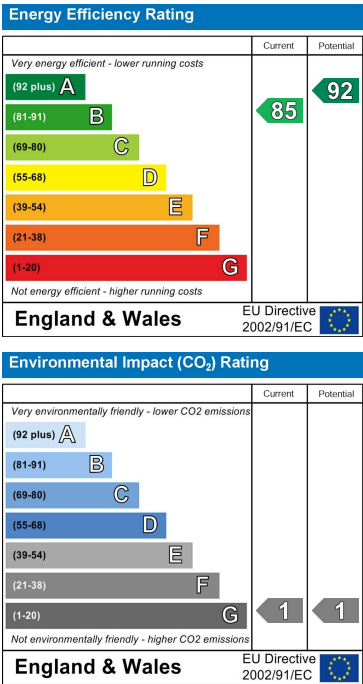 Energy Efficiency Rating
Current Potential
Very energy efficient - lower running costs
(92 plus) A
92
(81-91) B
85
(69-80) C
(55-68) D
(39-54) E
(21-38) F
(1-20) G
Not energy efficient - higher running costs
England & Wales
EU Directive
2002/91/EC
Environmental Impact (CO₂) Rating
Current Potential
Very environmentally friendly - lower CO2 emissions
(92 plus) A
(81-91) B
(69-80) C
(55-68) D
(39-54) E
(21-38) F
(1-20) G 1 1
Not environmentally friendly - higher CO2 emissions
England & Wales
EU Directive
2002/91/EC